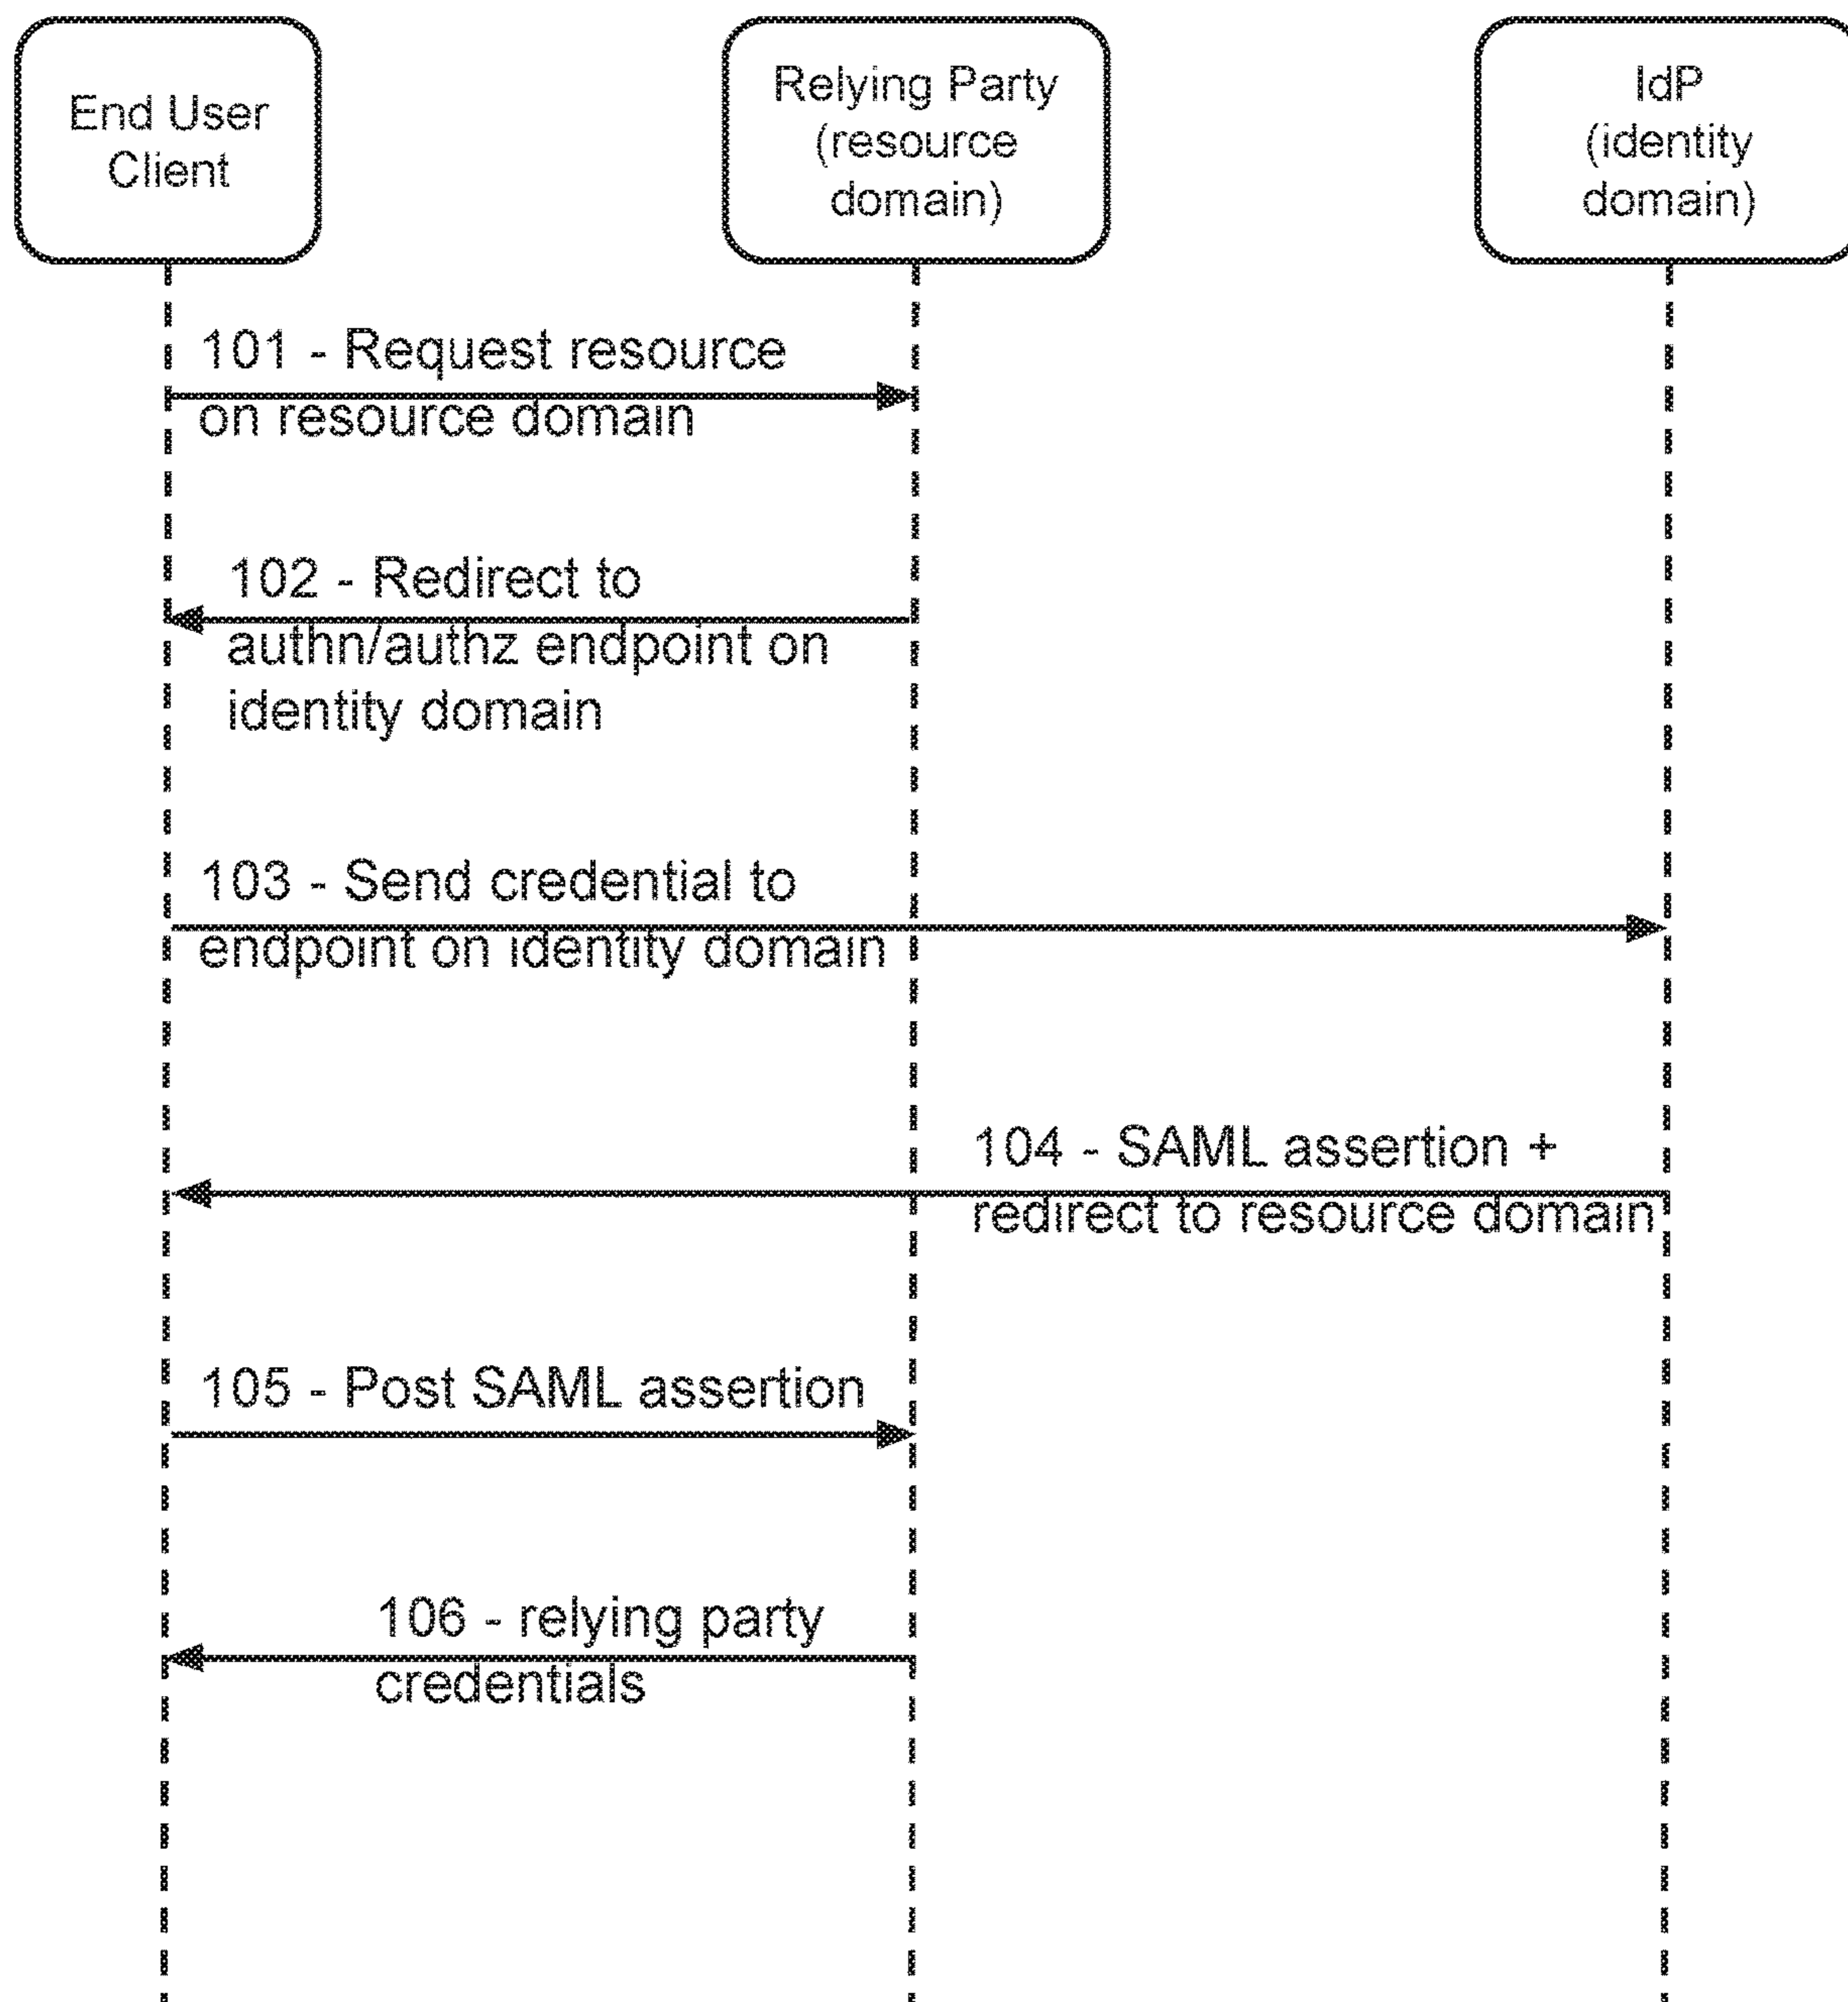 End User
Client
Relying Party
(resource
domain)
IdP
(identity
domain)
101 - Request resource
on resource domain
102 - Redirect to
authn/authz endpoint on
identity domain
103 - Send credential to
endpoint on identity domain
104 - SAML assertion +
redirect to resource domain
105 - Post SAML assertion
106 - relying party
credentials